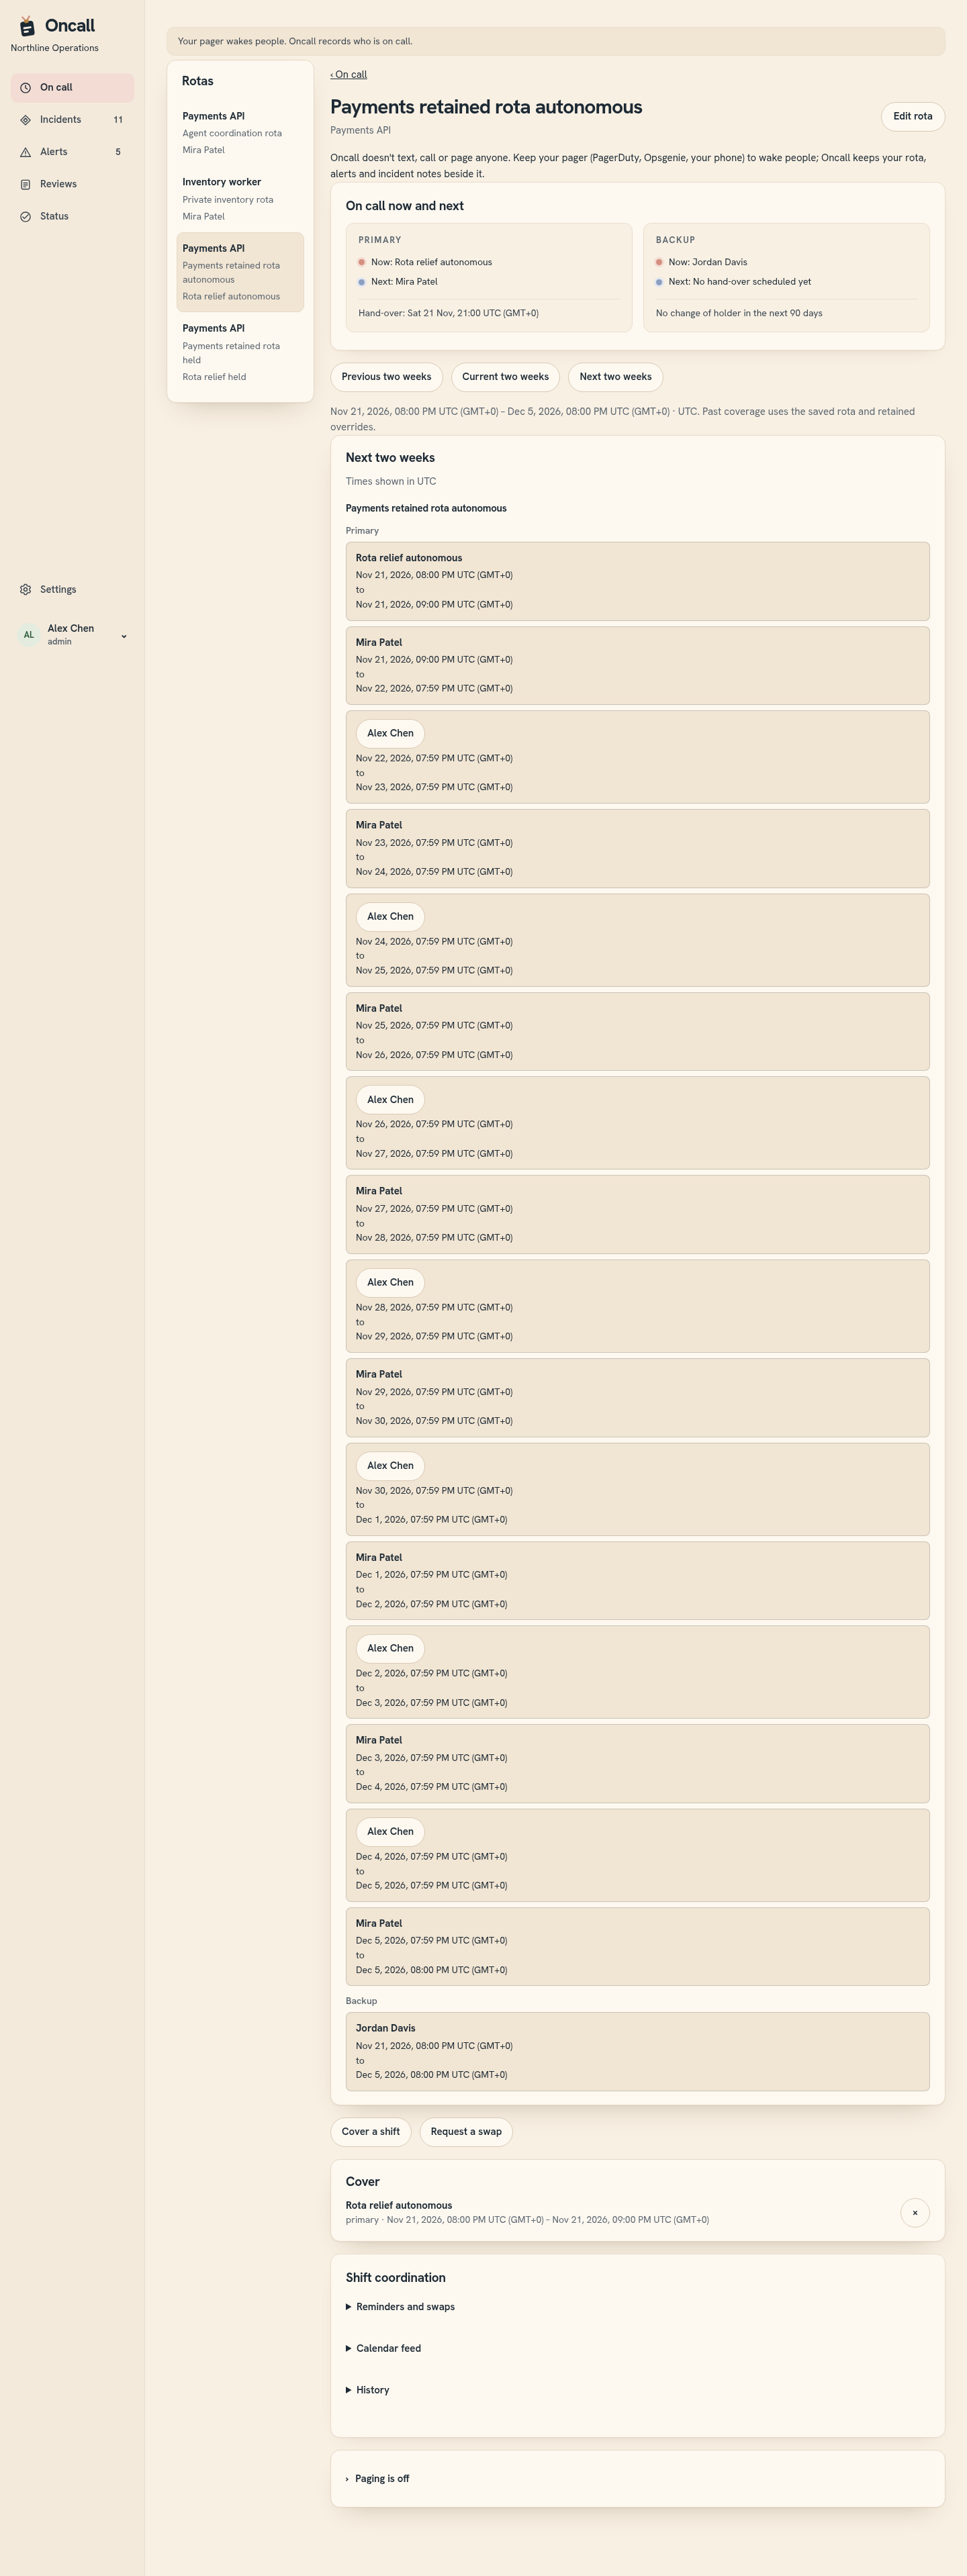 Oncall
Northline Operations
On call
Incidents 11
Alerts 5
Reviews
Status
Settings
AL
Alex Chen
admin
Your pager wakes people. Oncall records who is on call.
Rotas
Payments API
Agent coordination rota
Mira Patel
Inventory worker
Private inventory rota
Mira Patel
Payments API
Payments retained rota
autonomous
Rota relief autonomous
Payments API
Payments retained rota
held
Rota relief held
‹ On call
Payments retained rota autonomous
Payments API
Edit rota
Oncall doesn't text, call or page anyone. Keep your pager (PagerDuty, Opsgenie, your phone) to wake people; Oncall keeps your rota,
alerts and incident notes beside it.
On call now and next
PRIMARY
Now: Rota relief autonomous
Next: Mira Patel
Hand-over: Sat 21 Nov, 21:00 UTC (GMT+0)
BACKUP
Now: Jordan Davis
Next: No hand-over scheduled yet
No change of holder in the next 90 days
Previous two weeks
Current two weeks
Next two weeks
Nov 21, 2026, 08:00 PM UTC (GMT+0) – Dec 5, 2026, 08:00 PM UTC (GMT+0) · UTC. Past coverage uses the saved rota and retained
overrides.
Next two weeks
Times shown in UTC
Payments retained rota autonomous
Primary
Rota relief autonomous
Nov 21, 2026, 08:00 PM UTC (GMT+0)
to
Nov 21, 2026, 09:00 PM UTC (GMT+0)
Mira Patel
Nov 21, 2026, 09:00 PM UTC (GMT+0)
to
Nov 22, 2026, 07:59 PM UTC (GMT+0)
Alex Chen
Nov 22, 2026, 07:59 PM UTC (GMT+0)
to
Nov 23, 2026, 07:59 PM UTC (GMT+0)
Mira Patel
Nov 23, 2026, 07:59 PM UTC (GMT+0)
to
Nov 24, 2026, 07:59 PM UTC (GMT+0)
Alex Chen
Nov 24, 2026, 07:59 PM UTC (GMT+0)
to
Nov 25, 2026, 07:59 PM UTC (GMT+0)
Mira Patel
Nov 25, 2026, 07:59 PM UTC (GMT+0)
to
Nov 26, 2026, 07:59 PM UTC (GMT+0)
Alex Chen
Nov 26, 2026, 07:59 PM UTC (GMT+0)
to
Nov 27, 2026, 07:59 PM UTC (GMT+0)
Mira Patel
Nov 27, 2026, 07:59 PM UTC (GMT+0)
to
Nov 28, 2026, 07:59 PM UTC (GMT+0)
Alex Chen
Nov 28, 2026, 07:59 PM UTC (GMT+0)
to
Nov 29, 2026, 07:59 PM UTC (GMT+0)
Mira Patel
Nov 29, 2026, 07:59 PM UTC (GMT+0)
to
Nov 30, 2026, 07:59 PM UTC (GMT+0)
Alex Chen
Nov 30, 2026, 07:59 PM UTC (GMT+0)
to
Dec 1, 2026, 07:59 PM UTC (GMT+0)
Mira Patel
Dec 1, 2026, 07:59 PM UTC (GMT+0)
to
Dec 2, 2026, 07:59 PM UTC (GMT+0)
Alex Chen
Dec 2, 2026, 07:59 PM UTC (GMT+0)
to
Dec 3, 2026, 07:59 PM UTC (GMT+0)
Mira Patel
Dec 3, 2026, 07:59 PM UTC (GMT+0)
to
Dec 4, 2026, 07:59 PM UTC (GMT+0)
Alex Chen
Dec 4, 2026, 07:59 PM UTC (GMT+0)
to
Dec 5, 2026, 07:59 PM UTC (GMT+0)
Mira Patel
Dec 5, 2026, 07:59 PM UTC (GMT+0)
to
Dec 5, 2026, 08:00 PM UTC (GMT+0)
Backup
Jordan Davis
Nov 21, 2026, 08:00 PM UTC (GMT+0)
to
Dec 5, 2026, 08:00 PM UTC (GMT+0)
Cover a shift
Request a swap
Cover
Rota relief autonomous
primary · Nov 21, 2026, 08:00 PM UTC (GMT+0) – Nov 21, 2026, 09:00 PM UTC (GMT+0)
×
Shift coordination
Reminders and swaps
Calendar feed
History
› Paging is off